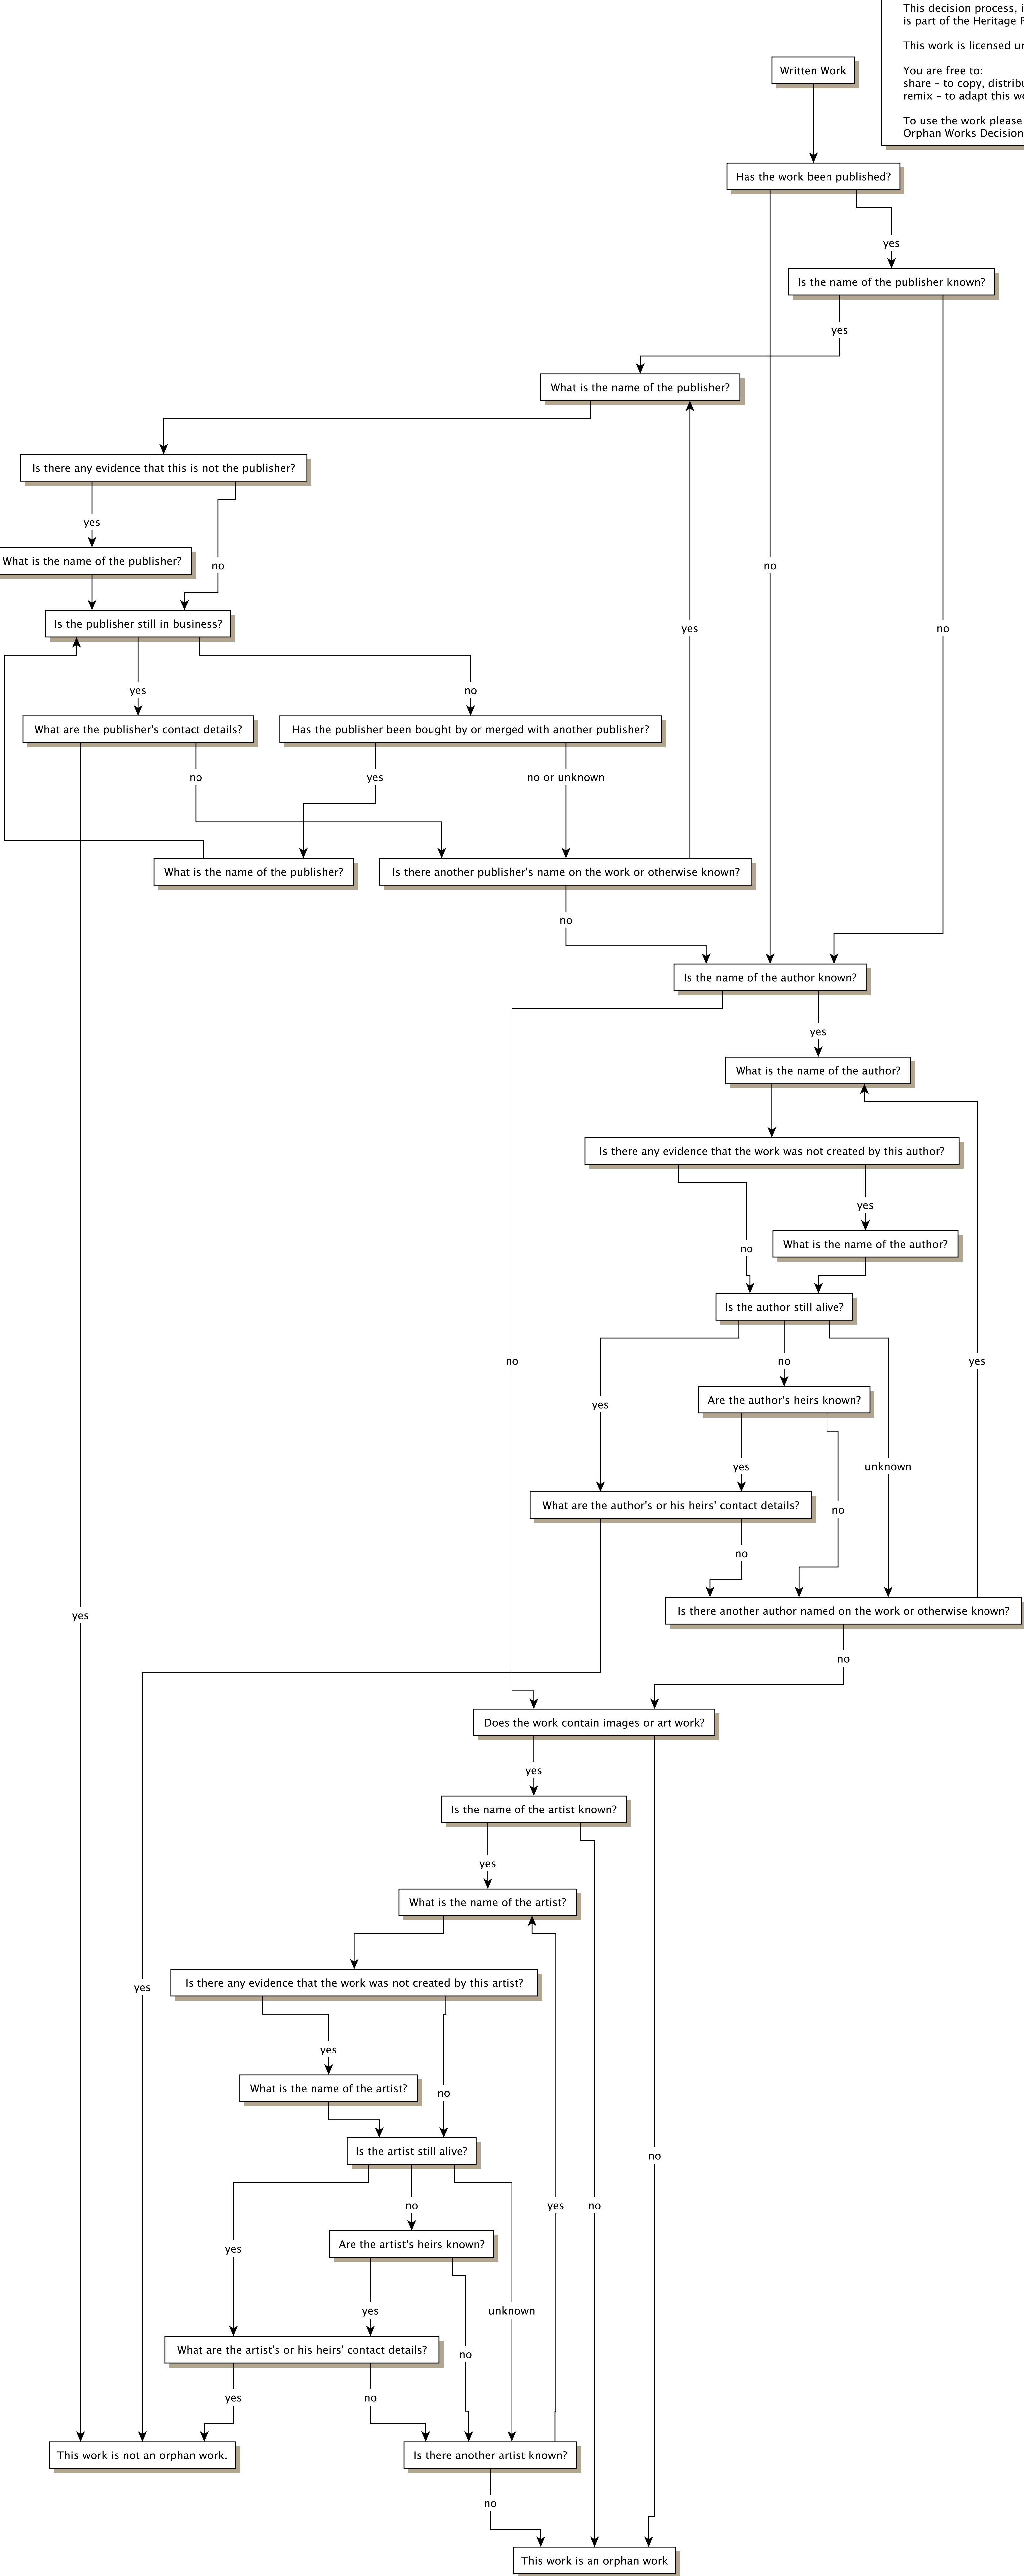 This decision process, i
is part of the Heritage
This work is licensed
You are free to:
share – to copy,
remix – to adapt this
To use the work please
Orphan Works Decision
Written Work
Has the work been published?
yes
Is the name of the publisher known?
yes
What is the name of the publisher?
Is there any evidence that this is not the publisher?
yes
What is the name of the publisher?
no
no
Is the publisher still in business?
yes
no
yes
no
What are the publisher's contact details?
Has the publisher been bought by or merged with another publisher?
no
yes
no or unknown
What is the name of the publisher?
Is there another publisher's name on the work or otherwise known?
no
Is the name of the author known?
yes
What is the name of the author?
Is there any evidence that the work was not created by this author?
yes
What is the name of the author?
no
Is the author still alive?
no
no
yes
Are the author's heirs known?
yes
yes
unknown
What are the author's or his heirs' contact details?
no
no
Is there another author named on the work or otherwise known?
yes
no
Does the work contain images or art work?
yes
Is the name of the artist known?
yes
What is the name of the artist?
Is there any evidence that the work was not created by this artist?
yes
yes
What is the name of the artist?
no
Is the artist still alive?
no
no
yes
no
Are the artist's heirs known?
yes
yes
unknown
What are the artist's or his heirs' contact details?
no
yes
no
This work is not an orphan work.
Is there another artist known?
no
This work is an orphan work